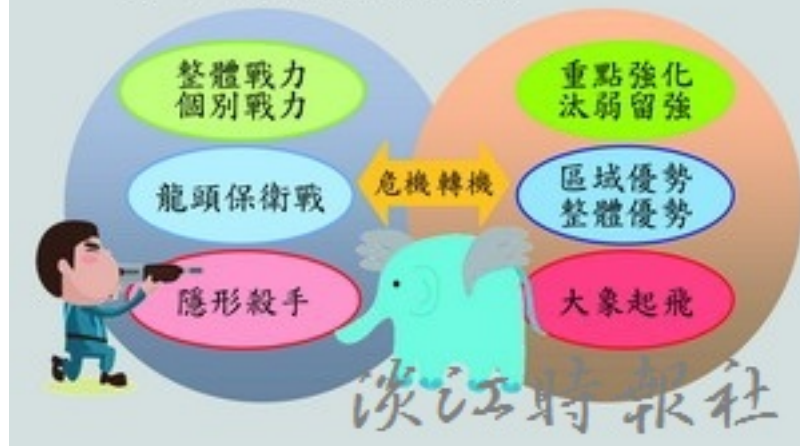 整體戰力
個別戰力
重點強化
汰弱留強
龍頭保衛戰
危機轉機
區域優勢
整體優勢
隱形殺手
大象起飛
淡江時報社